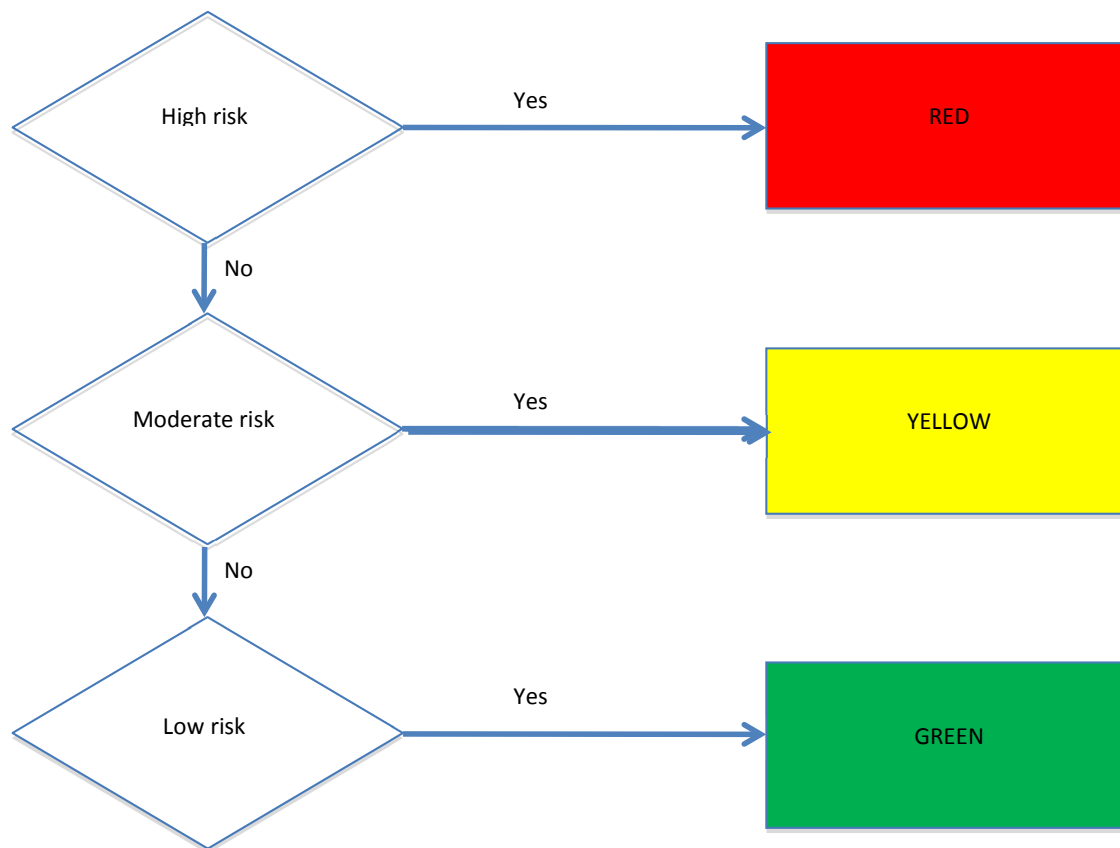 High risk
Yes
RED
No
Moderate risk
Yes
YELLOW
No
Low risk
Yes
GREEN